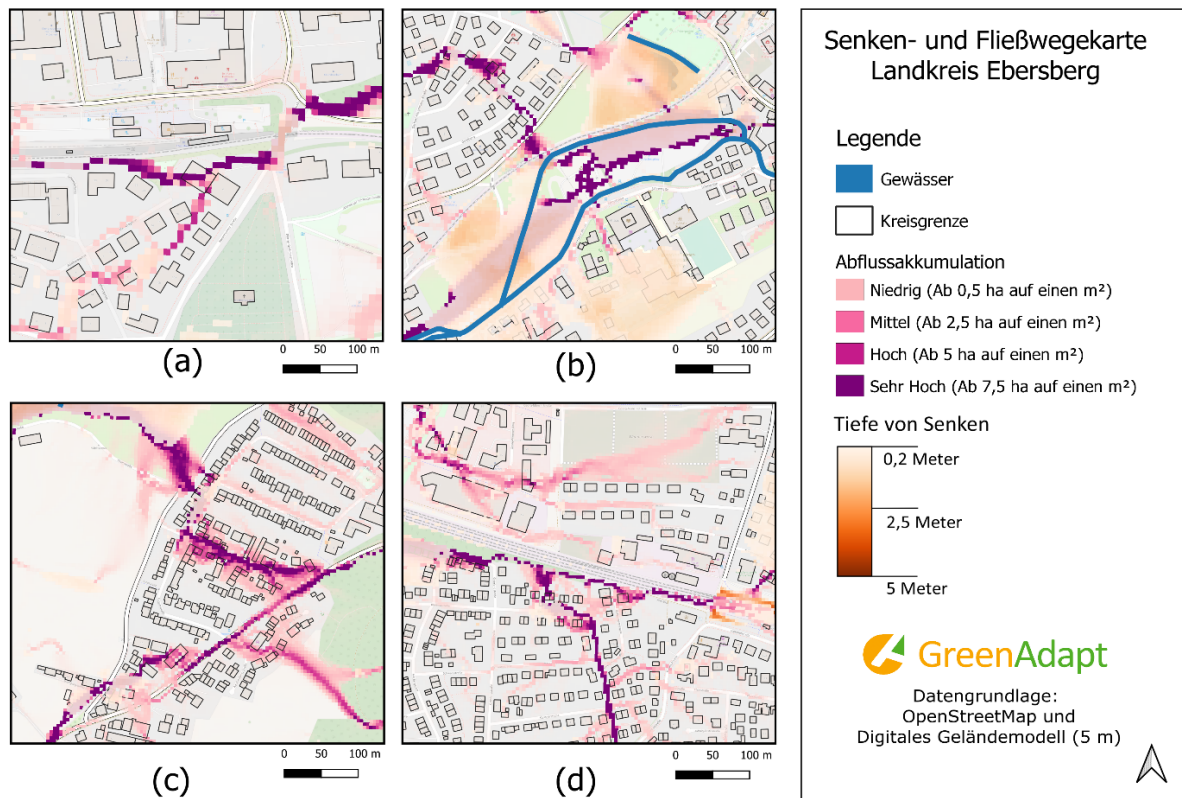 (a)
0 50 100 m
(b)
0 50 100 m
(c)
0 50 100 m
(d)
0 50 100 m
Senken- und Fließwegekarte
Landkreis Ebersberg
Legende
Gewässer
Kreisgrenze
Abflussakkumulation
Niedrig (Ab 0,5 ha auf einen m²)
Mittel (Ab 2,5 ha auf einen m²)
Hoch (Ab 5 ha auf einen m²)
Sehr Hoch (Ab 7,5 ha auf einen m²)
Tiefe von Senken
0,2 Meter
2,5 Meter
5 Meter
GreenAdapt
Datengrundlage:
OpenStreetMap und
Digitales Geländemodell (5 m)